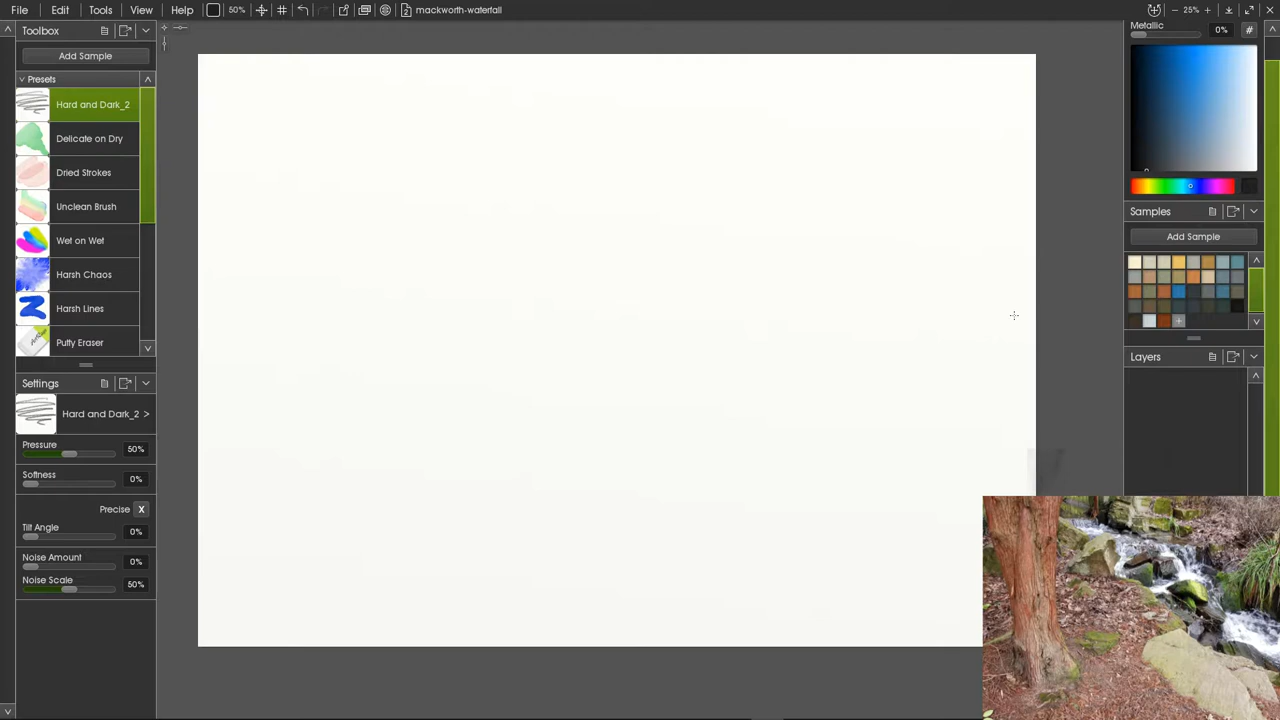 File Edit Tools View Help 50% 2 mackworth-waterfall 25%
Toolbox
Add Sample
Presets
Hard and Dark_2
Delicate on Dry
Dried Strokes
Unclean Brush
Wet on Wet
Harsh Chaos
Harsh Lines
Putty Eraser
Settings
Hard and Dark_2 >
Pressure 50%
Softness 0%
Precise X
Tilt Angle 0%
Noise Amount 0%
Noise Scale 50%
Metallic 0% #
Samples
Add Sample
Layers